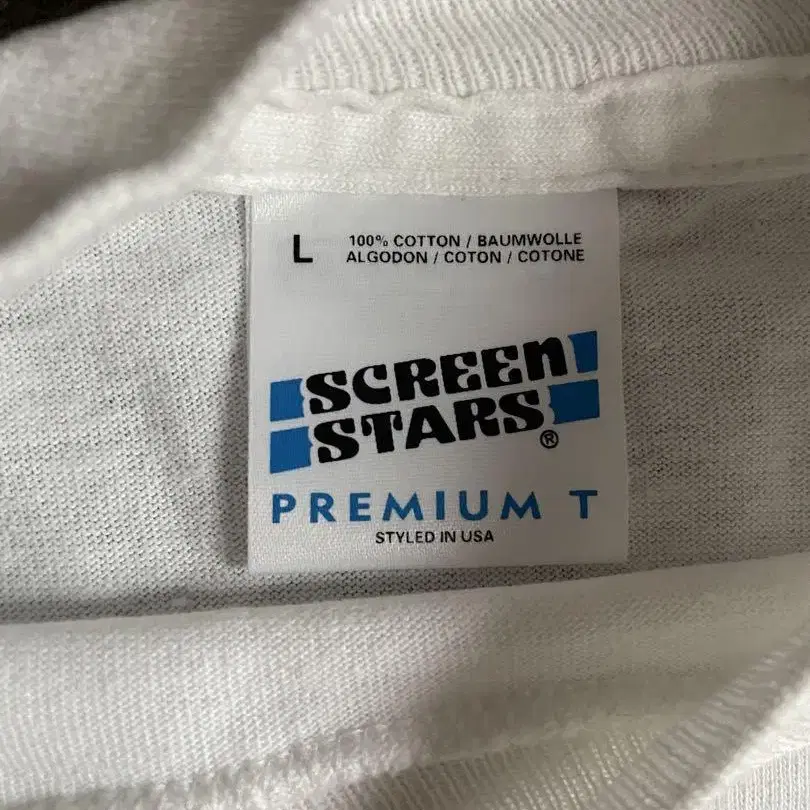 L 100% COTTON / BAUMWOLLE
ALGODON / COTON / COTONE
SCREEN
STARS®
PREMIUM T
STYLED IN USA